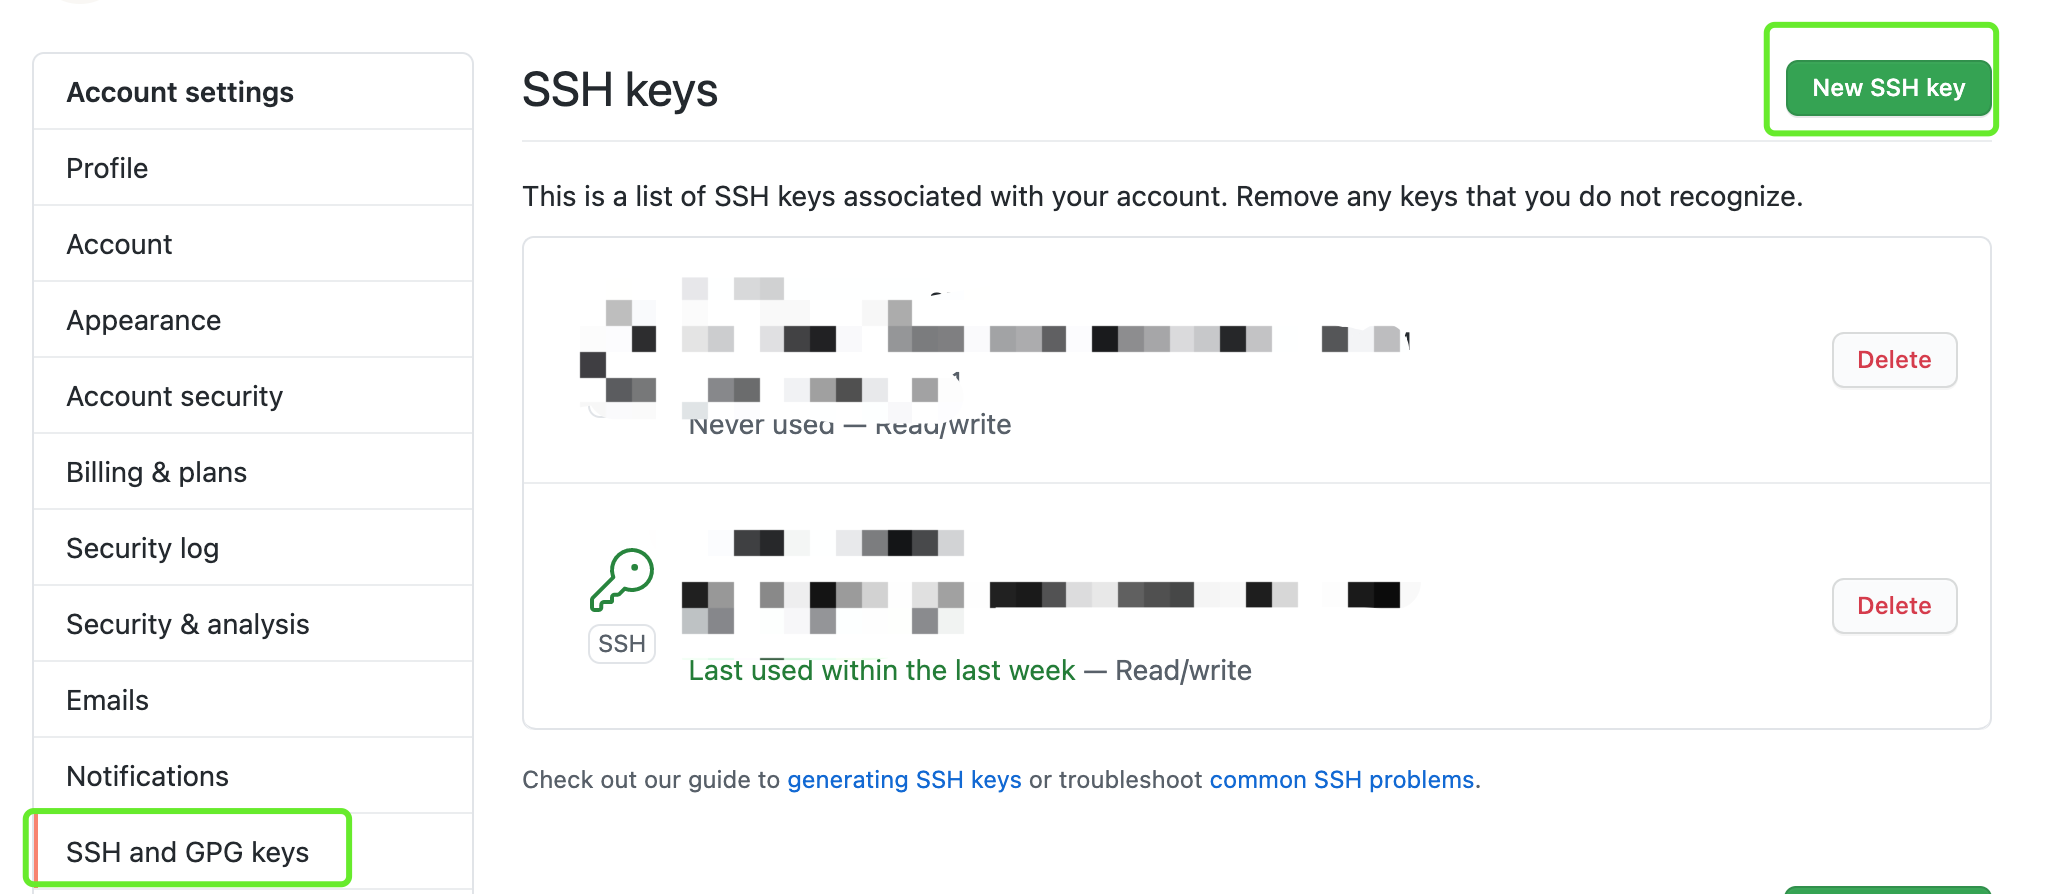 Account settings
Profile
Account
Appearance
Account security
Billing & plans
Security log
Security & analysis
Emails
Notifications
SSH and GPG keys
SSH keys
New SSH key
This is a list of SSH keys associated with your account. Remove any keys that you do not recognize.
Never used — Read/write
Delete
SSH
Last used within the last week — Read/write
Delete
Check out our guide to generating SSH keys or troubleshoot common SSH problems.